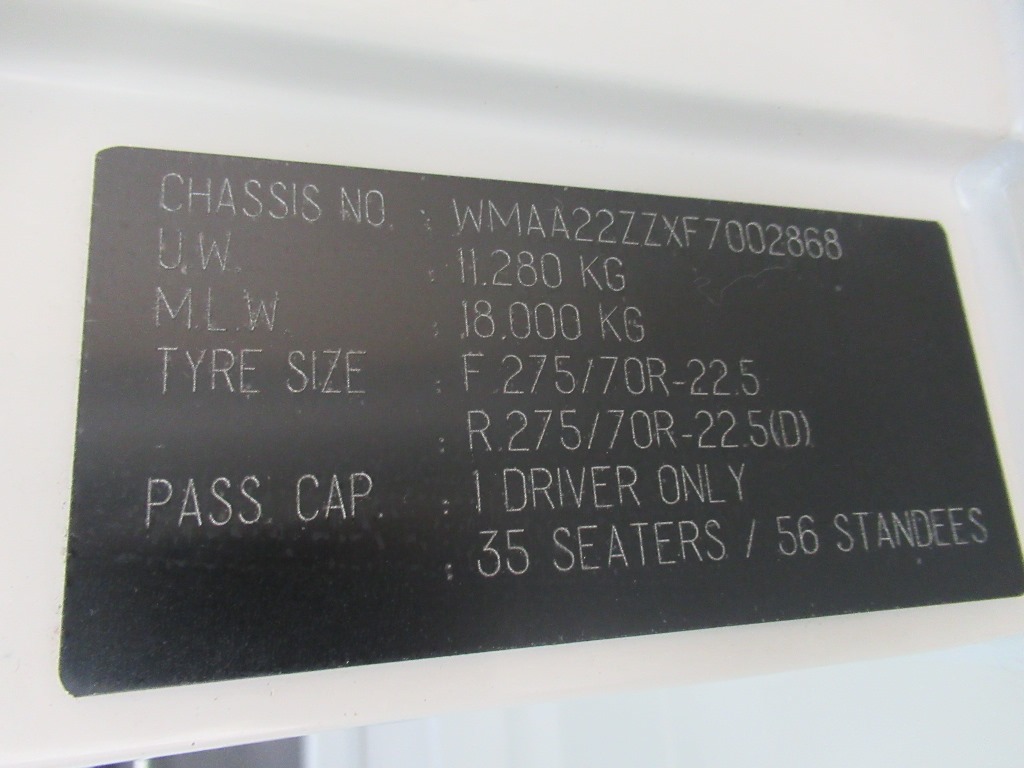 CHASSIS NO. : WMAA22ZZXF7002868
U.W. : 11.280 KG
M.L.W. : 18.000 KG
TYRE SIZE : F.275/70R-22.5
: R.275/70R-22.5(D)
PASS. CAP. : 1 DRIVER ONLY
: 35 SEATERS / 56 STANDEES